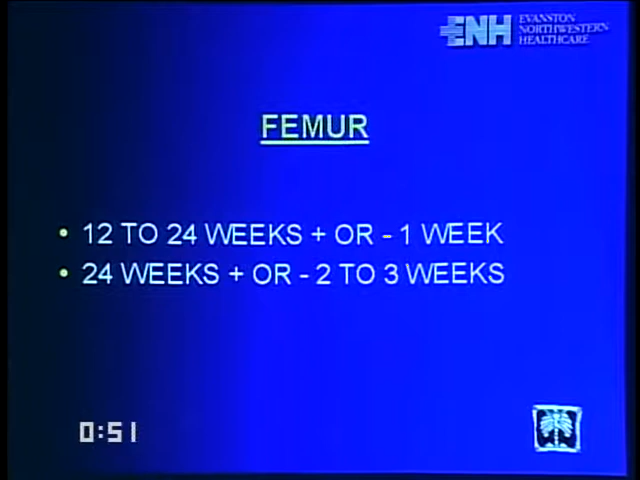 ENH
EVANSTON
NORTHWESTERN
HEALTHCARE
FEMUR
• 12 TO 24 WEEKS + OR - 1 WEEK
• 24 WEEKS + OR - 2 TO 3 WEEKS
0:51